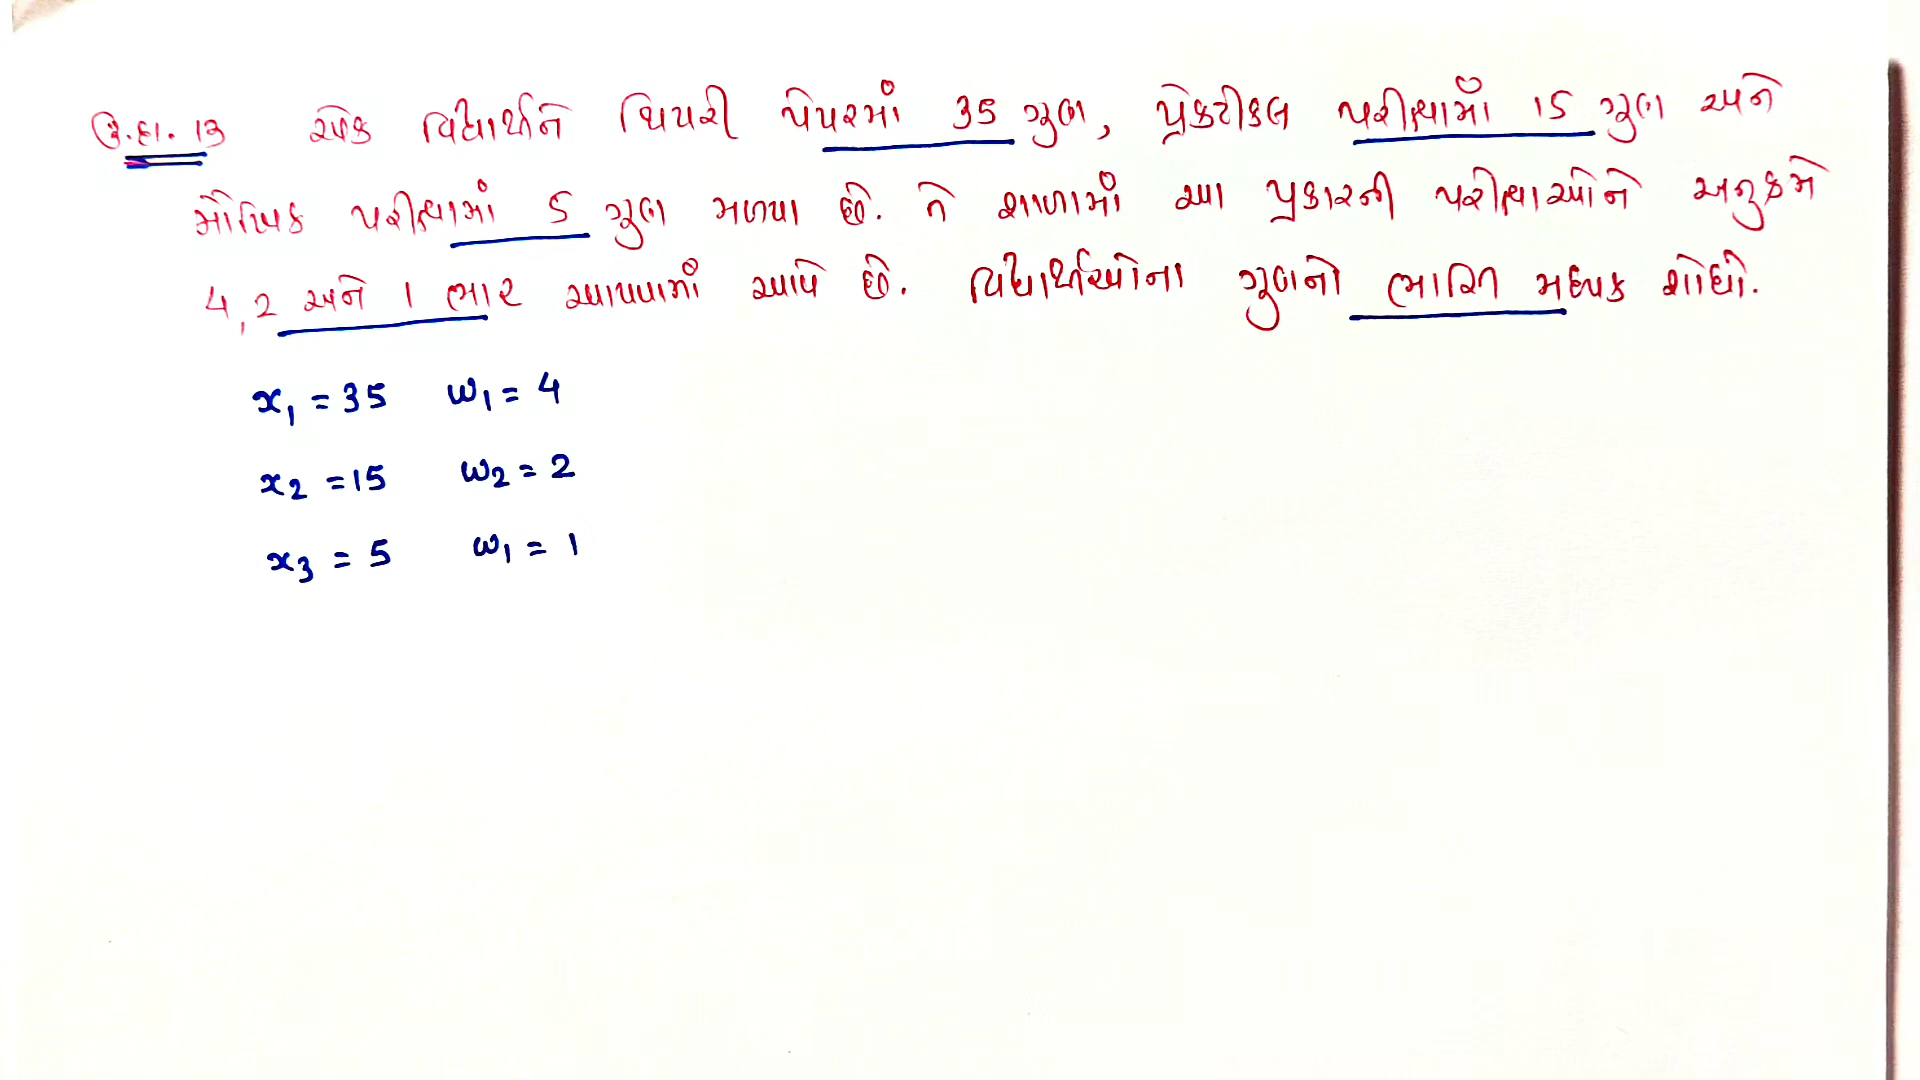 ઉ.દા. 13 એક વિદ્યાર્થીને થિયરી પેપરમાં 35 ગુણ, પ્રેક્ટીકલ પરીક્ષામાં 15 ગુણ અને
મૌખિક પરીક્ષામાં 5 ગુણ મળ્યા છે. તે શાળામાં આ પ્રકારની પરીક્ષાઓને અનુક્રમે
4, 2 અને 1 ભાર આપવામાં આવે છે. વિદ્યાર્થીઓના ગુણનો ભારિત મધ્યક શોધો.
x₁ = 35 w₁ = 4
x₂ = 15 w₂ = 2
x₃ = 5 w₁ = 1